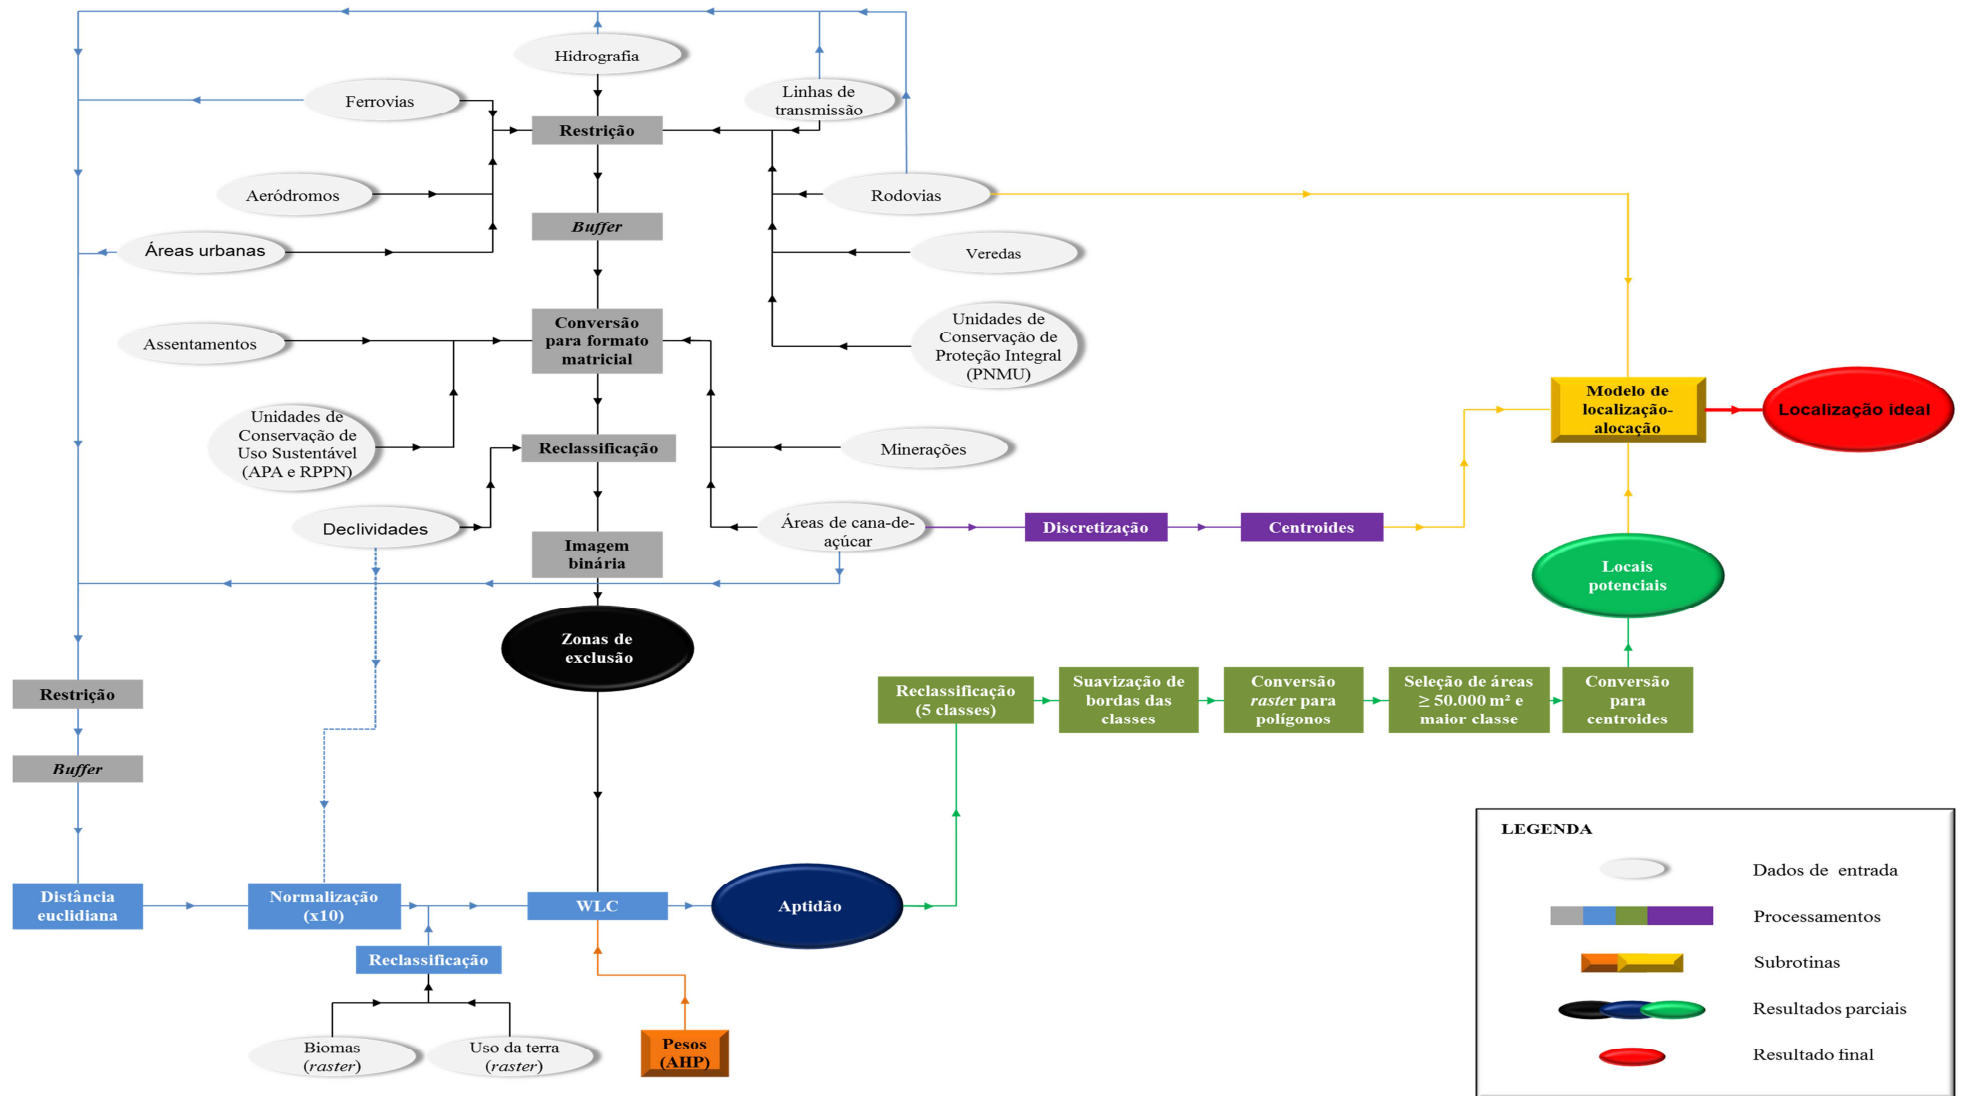 Hidrografia
Ferrovias
Linhas de
transmissão
Restrição
Aeródromos
Rodovias
Buffer
Áreas urbanas
Veredas
Assentamentos
Conversão
para formato
matricial
Unidades de
Conservação de
Proteção Integral
(PNMU)
Modelo de
localização-
alocação
Localização ideal
Unidades de
Conservação de
Uso Sustentável
(APA e RPPN)
Reclassificação
Minerações
Declividades
Áreas de cana-de-
açúcar
Discretização
Centroides
Imagem
binária
Locais
potenciais
Zonas de
exclusão
Restrição
Reclassificação
(5 classes)
Suavização de
bordas das
classes
Conversão
raster para
polígonos
Seleção de áreas
≥ 50.000 m² e
maior classe
Conversão
para
centroides
Buffer
Distância
euclidiana
Normalização
(x10)
WLC
Aptidão
Reclassificação
Biomas
(raster)
Uso da terra
(raster)
Pesos
(AHP)
LEGENDA
Dados de entrada
Processamentos
Subrotinas
Resultados parciais
Resultado final